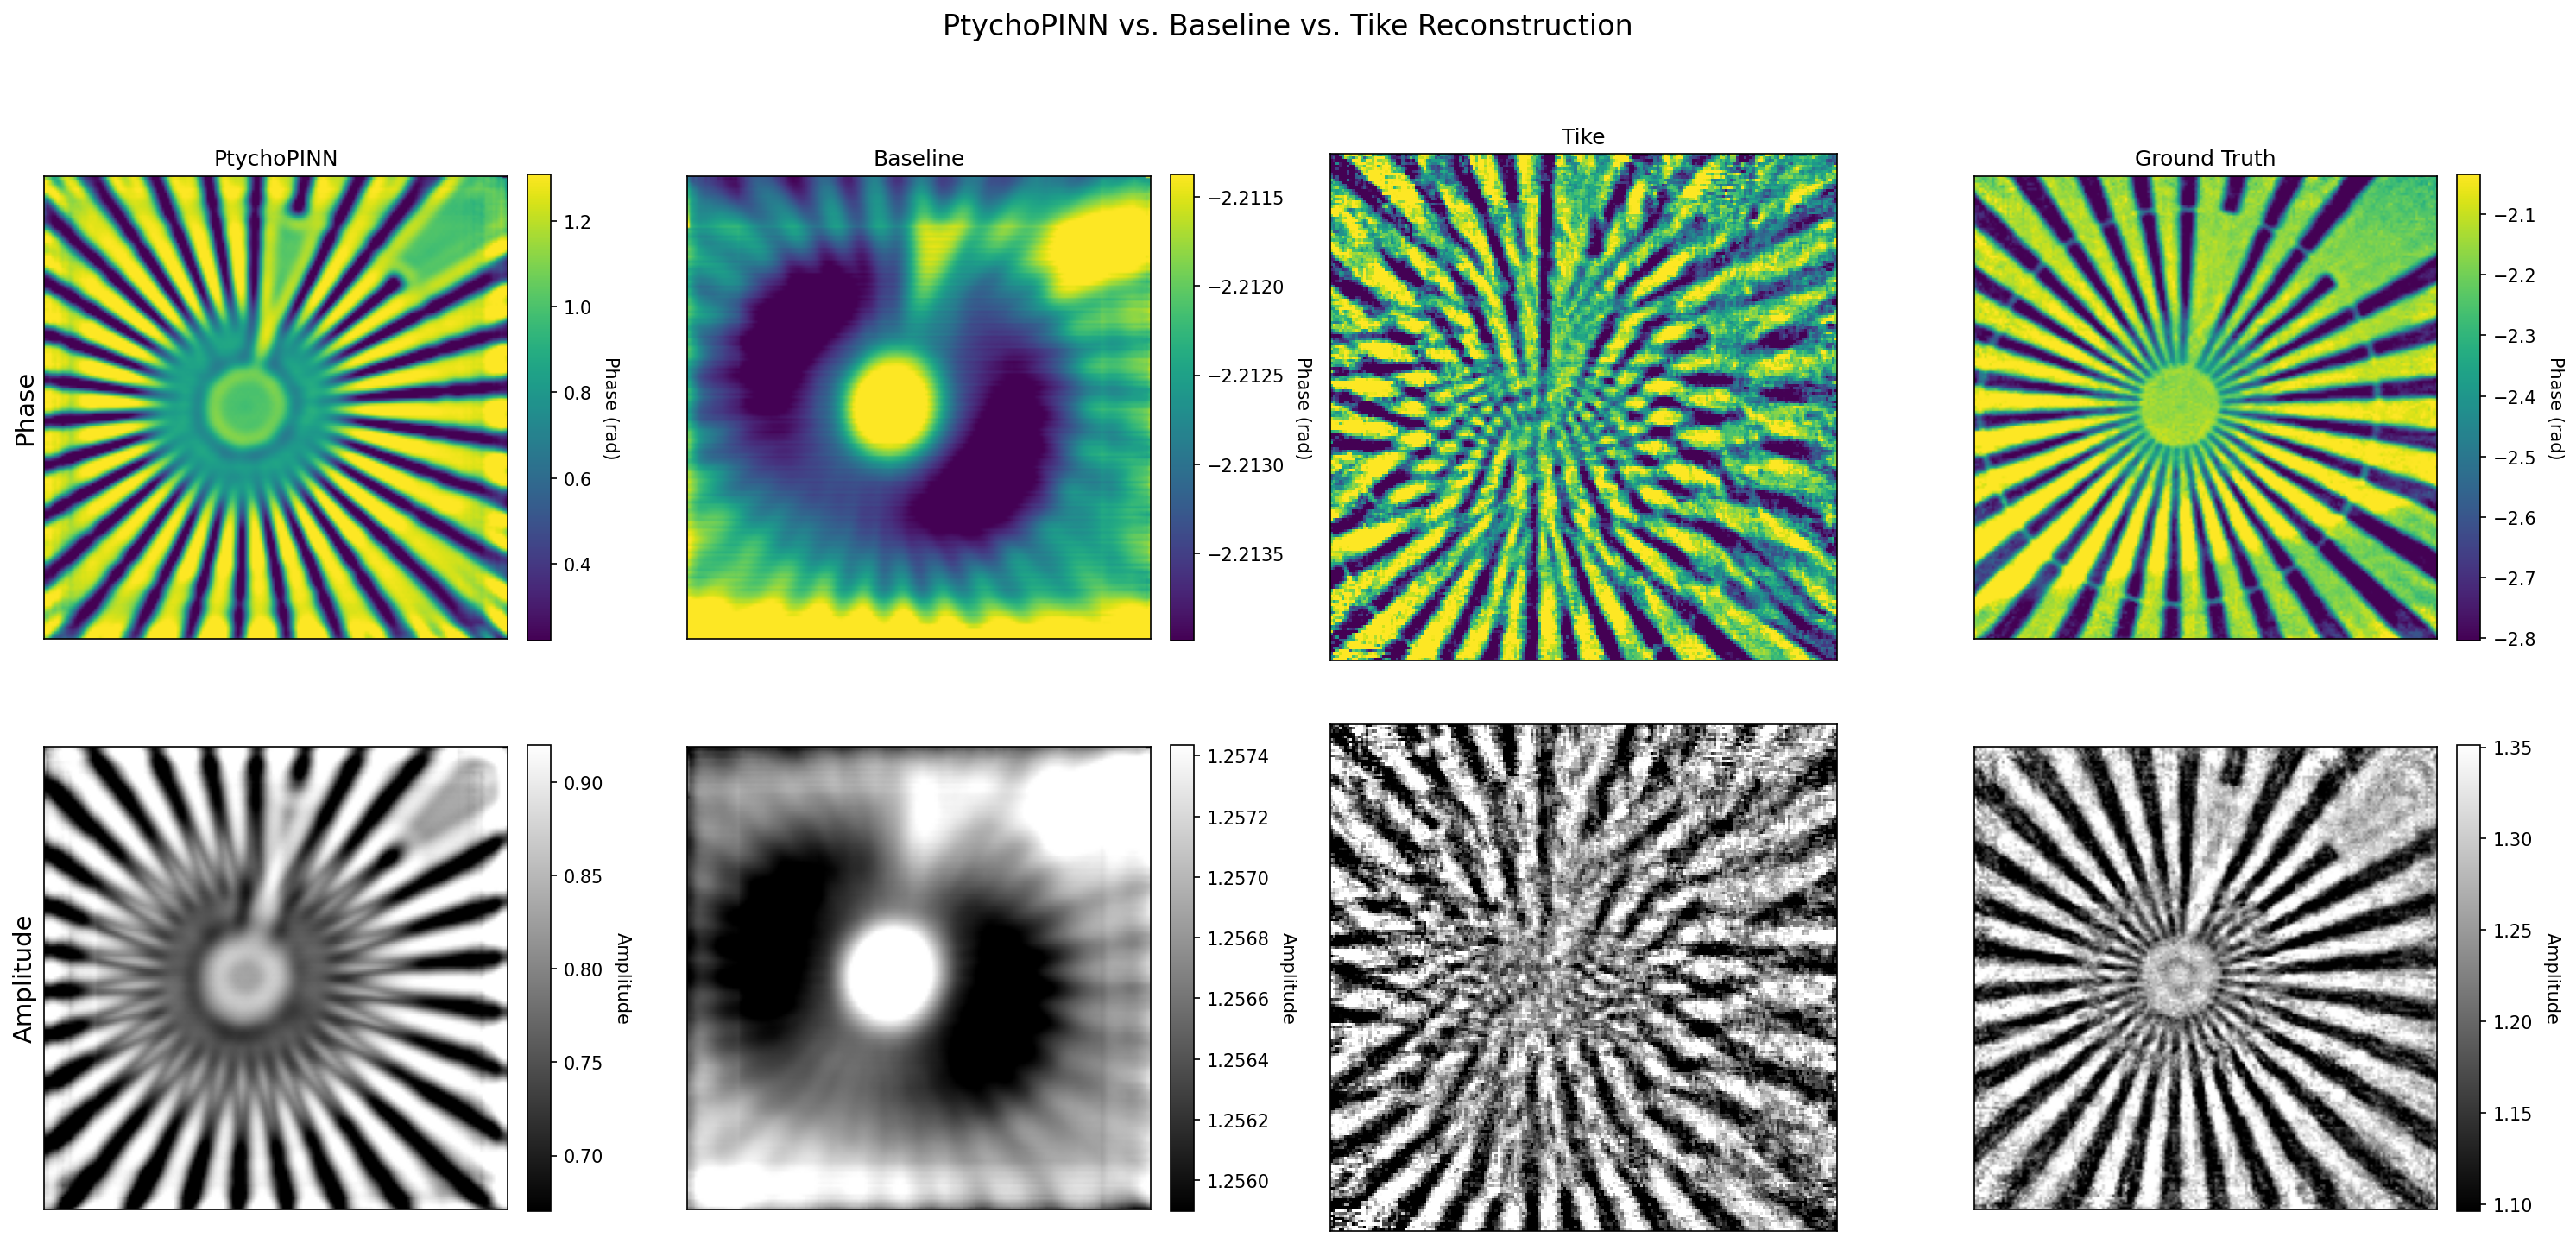 PtychoPINN vs. Baseline vs. Tike Reconstruction
PtychoPINN
Baseline
Tike
Ground Truth
Phase
1.2
1.0
0.8
0.6
0.4
Phase (rad)
−2.2115
−2.2120
−2.2125
−2.2130
−2.2135
Phase (rad)
−2.1
−2.2
−2.3
−2.4
−2.5
−2.6
−2.7
−2.8
Phase (rad)
Amplitude
0.90
0.85
0.80
0.75
0.70
Amplitude
1.2574
1.2572
1.2570
1.2568
1.2566
1.2564
1.2562
1.2560
Amplitude
1.35
1.30
1.25
1.20
1.15
1.10
Amplitude